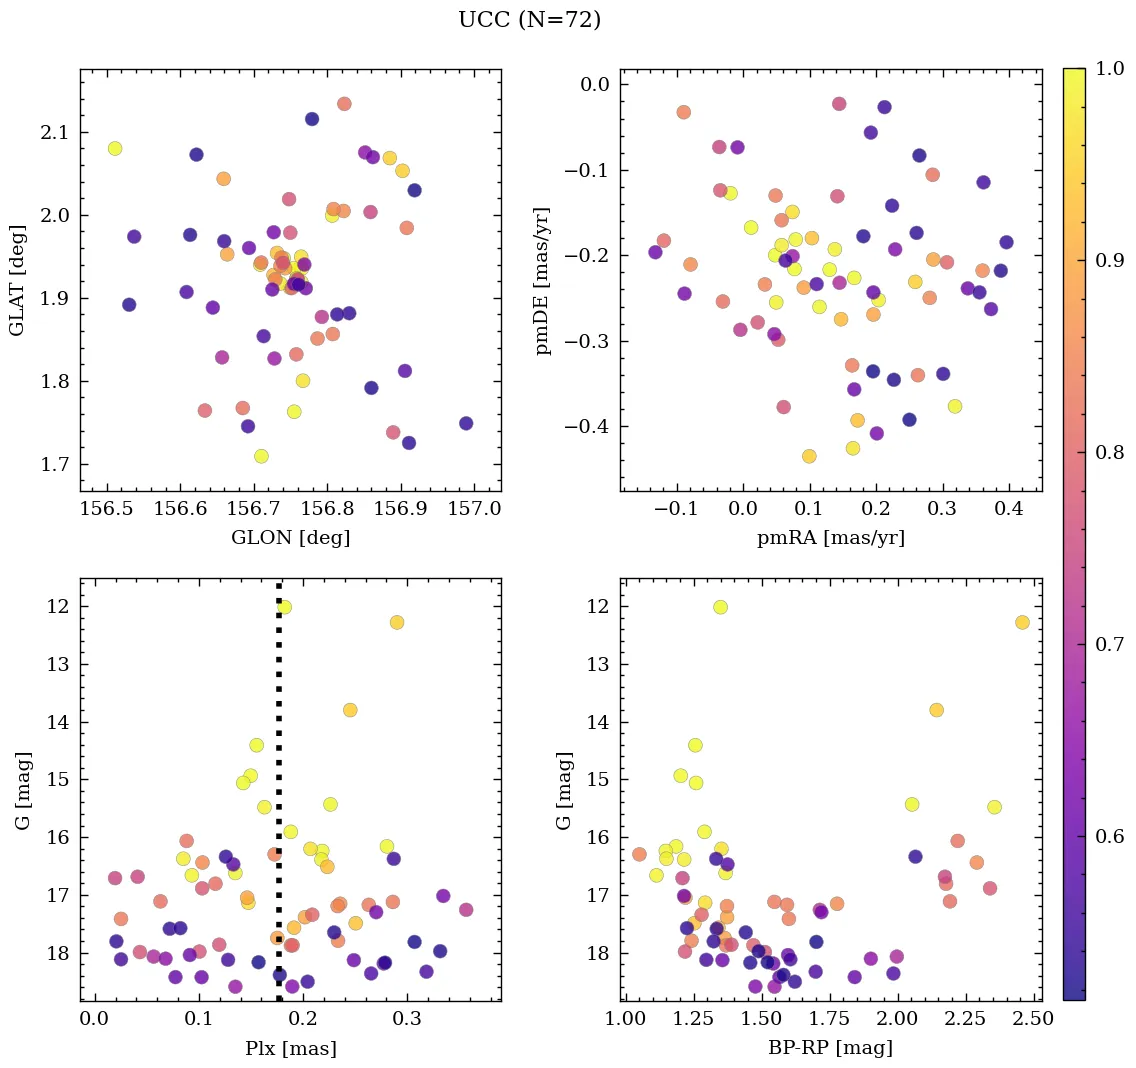 UCC (N=72)
2.1
2.0
1.9
1.8
1.7
GLAT [deg]
156.5 156.6 156.7 156.8 156.9 157.0
GLON [deg]
0.0
−0.1
−0.2
−0.3
−0.4
pmDE [mas/yr]
−0.1 0.0 0.1 0.2 0.3 0.4
pmRA [mas/yr]
12
13
14
15
16
17
18
G [mag]
0.0 0.1 0.2 0.3
Plx [mas]
12
13
14
15
16
17
18
G [mag]
1.00 1.25 1.50 1.75 2.00 2.25 2.50
BP-RP [mag]
1.0
0.9
0.8
0.7
0.6